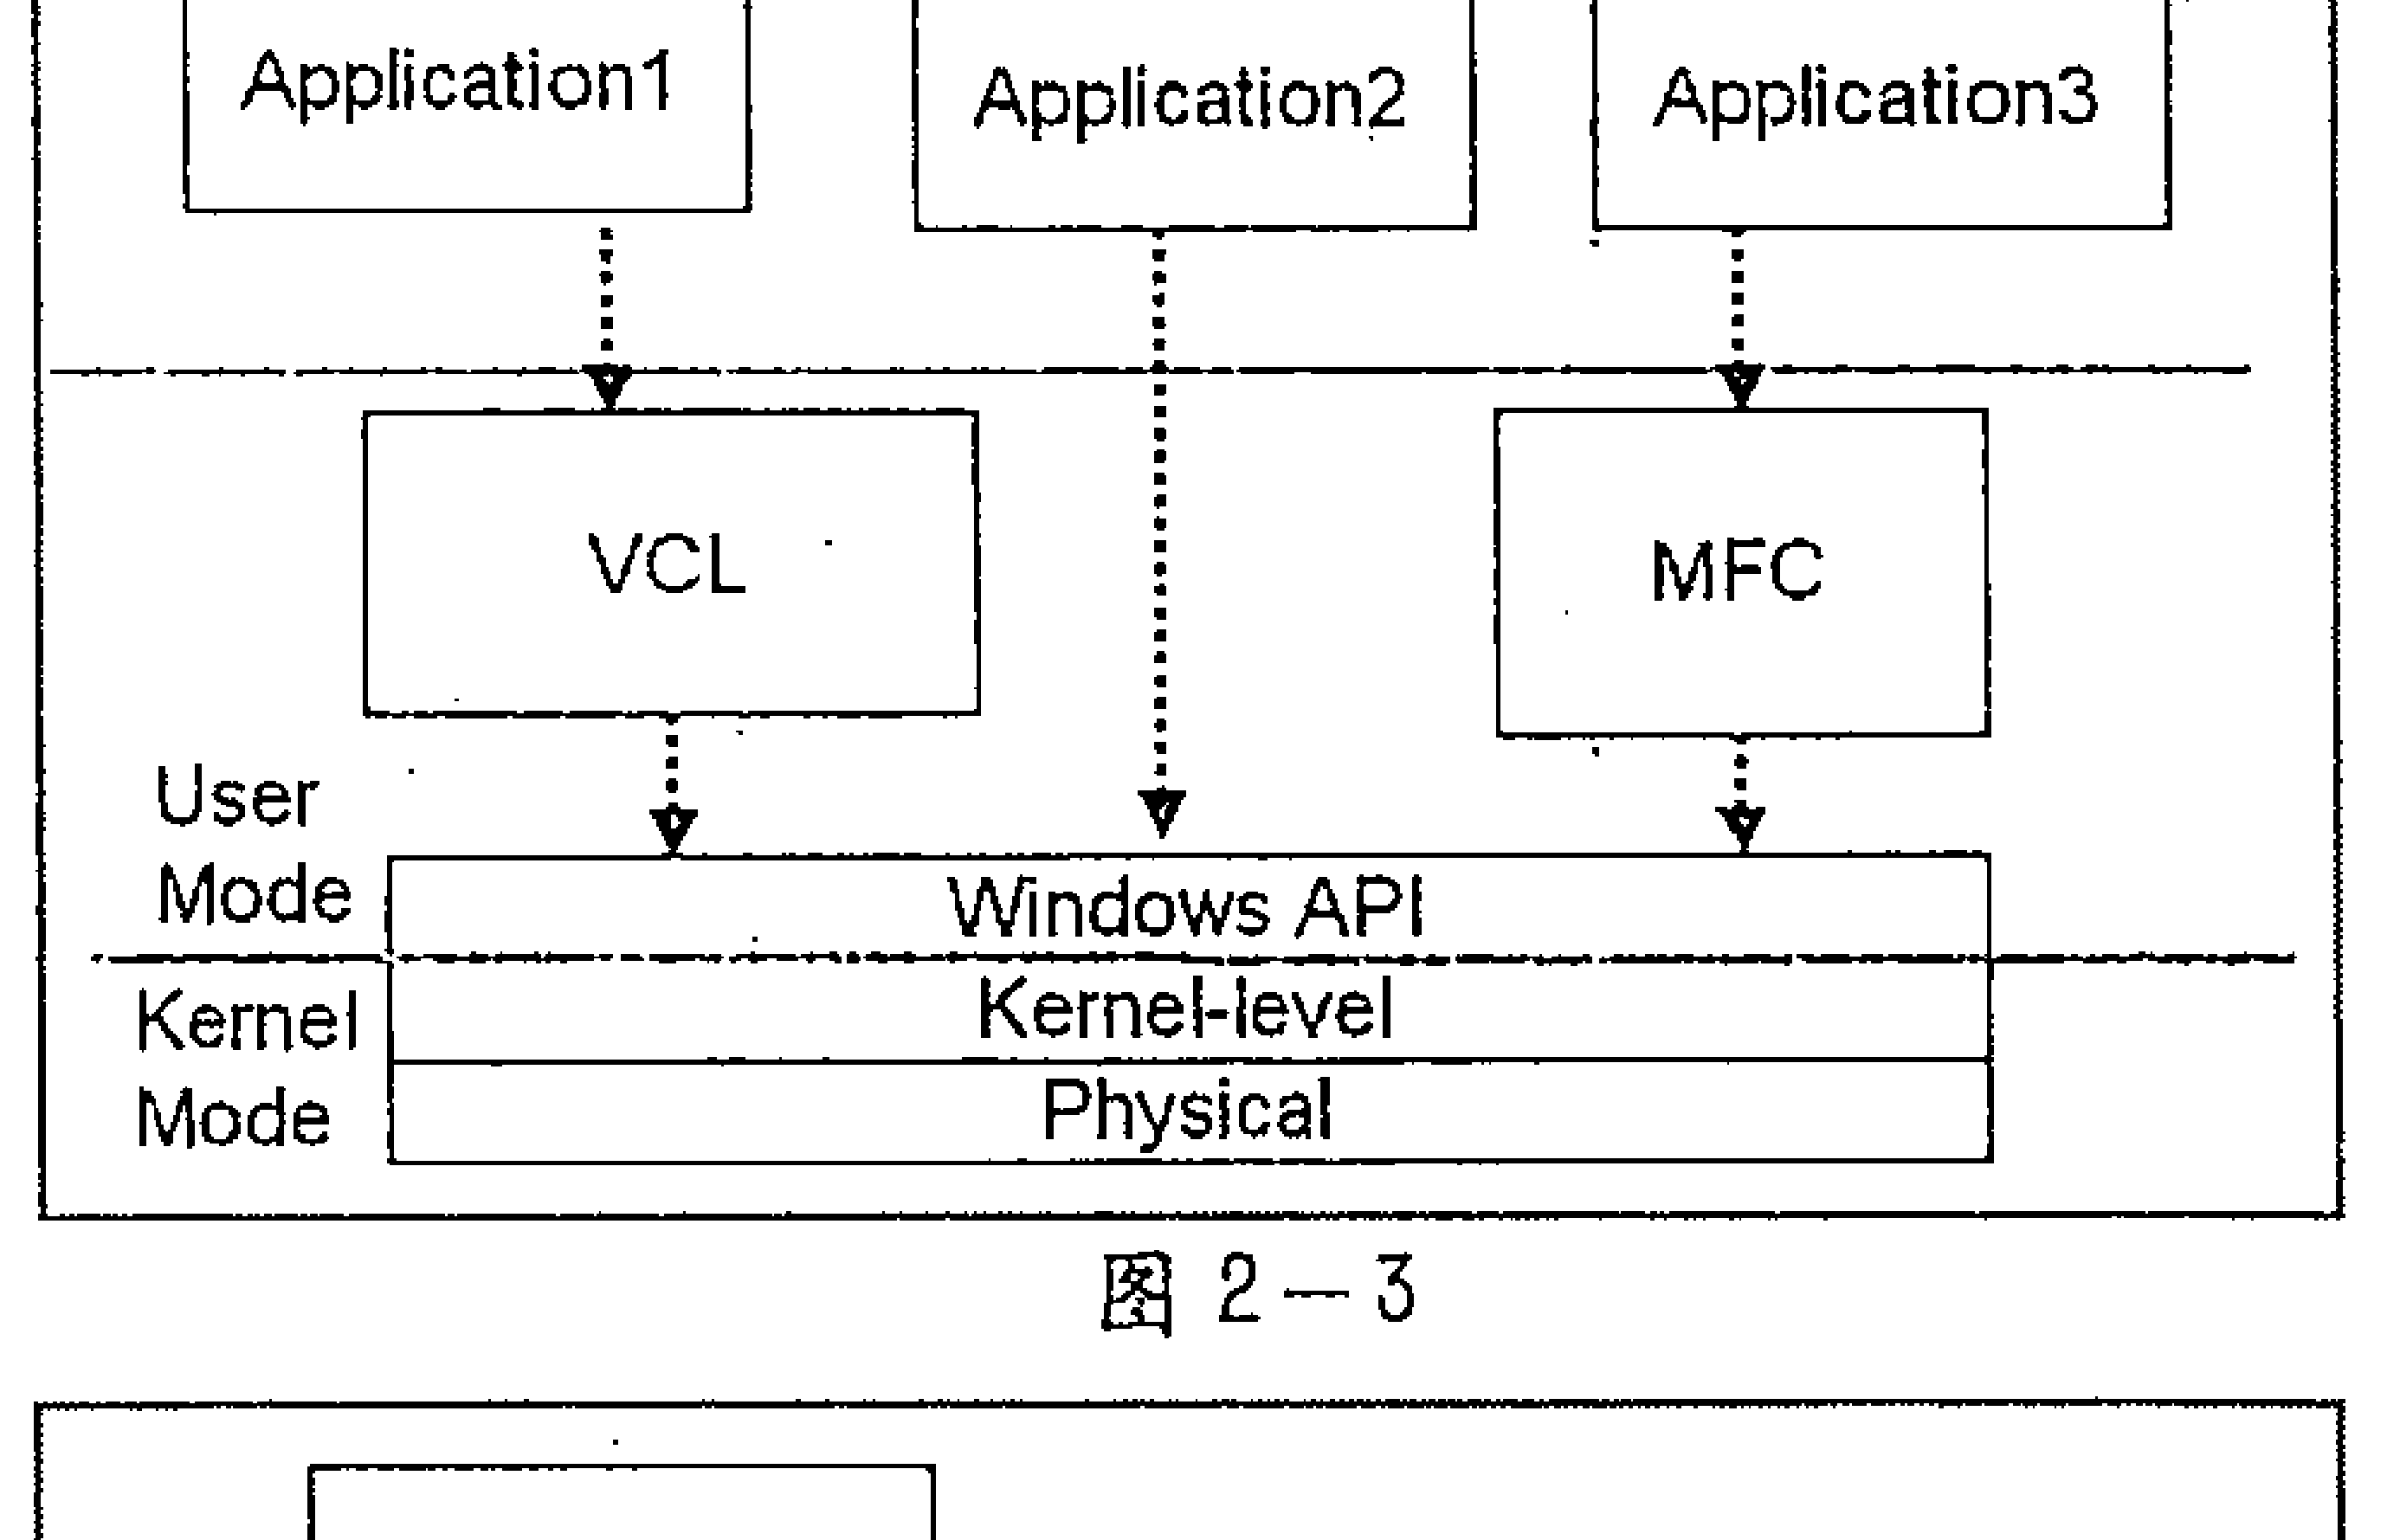 Application1
Application2
Application3
VCL
MFC
User
Mode
Windows API
Kernel
Mode
Kernel-level
Physical
图 2—3